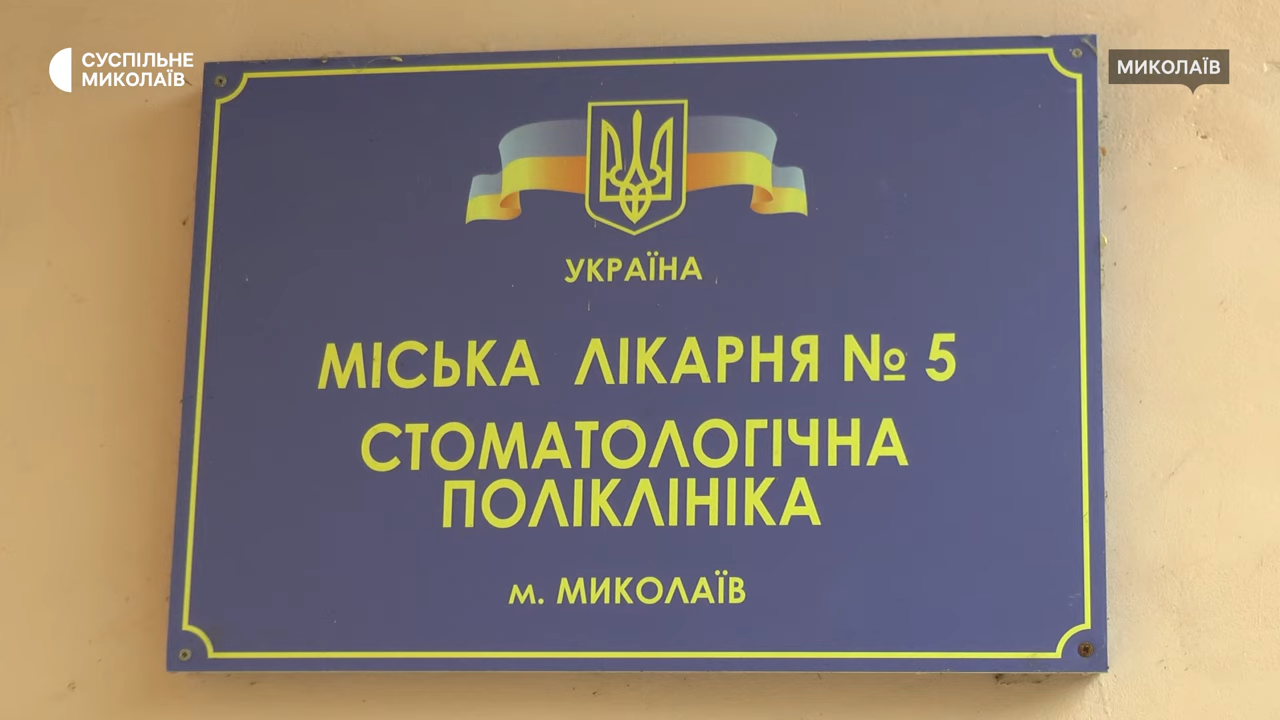 СУСПІЛЬНЕ
МИКОЛАЇВ
МИКОЛАЇВ
УКРАЇНА
МІСЬКА ЛІКАРНЯ № 5
СТОМАТОЛОГІЧНА
ПОЛІКЛІНІКА
м. МИКОЛАЇВ